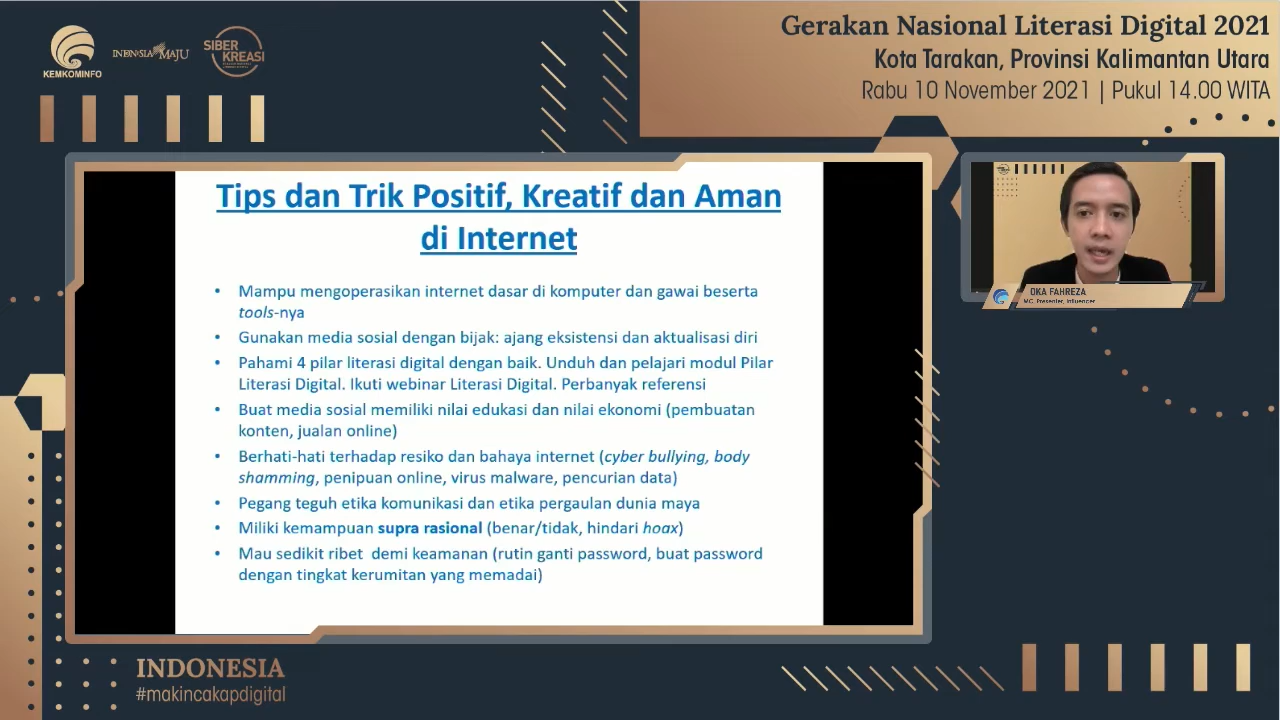 KEMKOMINFO
INDONESIA MAJU
SIBER
KREASI
Gerakan Nasional Literasi Digital 2021
Kota Tarakan, Provinsi Kalimantan Utara
Rabu 10 November 2021 | Pukul 14.00 WITA
Tips dan Trik Positif, Kreatif dan Aman
di Internet
• Mampu mengoperasikan internet dasar di komputer dan gawai beserta
tools-nya
• Gunakan media sosial dengan bijak: ajang eksistensi dan aktualisasi diri
• Pahami 4 pilar literasi digital dengan baik. Unduh dan pelajari modul Pilar
Literasi Digital. Ikuti webinar Literasi Digital. Perbanyak referensi
• Buat media sosial memiliki nilai edukasi dan nilai ekonomi (pembuatan
konten, jualan online)
• Berhati-hati terhadap resiko dan bahaya internet (cyber bullying, body
shamming, penipuan online, virus malware, pencurian data)
• Pegang teguh etika komunikasi dan etika pergaulan dunia maya
• Miliki kemampuan supra rasional (benar/tidak, hindari hoax)
• Mau sedikit ribet demi keamanan (rutin ganti password, buat password
dengan tingkat kerumitan yang memadai)
OKA FAHREZA
MC, Presenter, Influencer
INDONESIA
#makincakapdigital